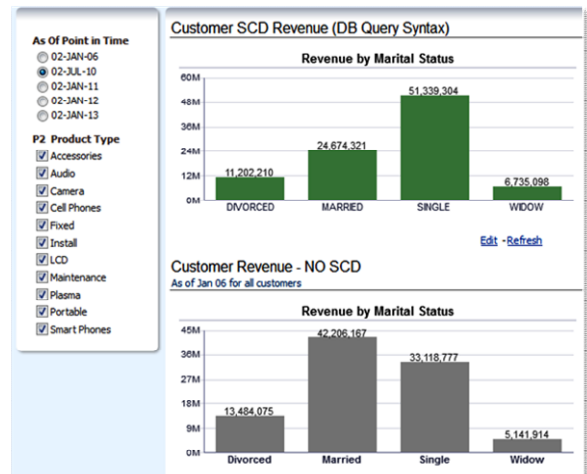 As Of Point in Time
02-JAN-06
02-JUL-10
02-JAN-11
02-JAN-12
02-JAN-13
P2 Product Type
Accessories
Audio
Camera
Cell Phones
Fixed
Install
LCD
Maintenance
Plasma
Portable
Smart Phones
Customer SCD Revenue (DB Query Syntax)
Revenue by Marital Status
60M
48M
36M
24M
12M
0M
11,202,210
24,674,321
51,339,304
6,735,098
DIVORCED MARRIED SINGLE WIDOW
Edit - Refresh
Customer Revenue - NO SCD
As of Jan 06 for all customers
Revenue by Marital Status
45M
36M
27M
18M
9M
0M
13,484,075
42,206,167
33,118,777
5,141,914
Divorced Married Single Widow